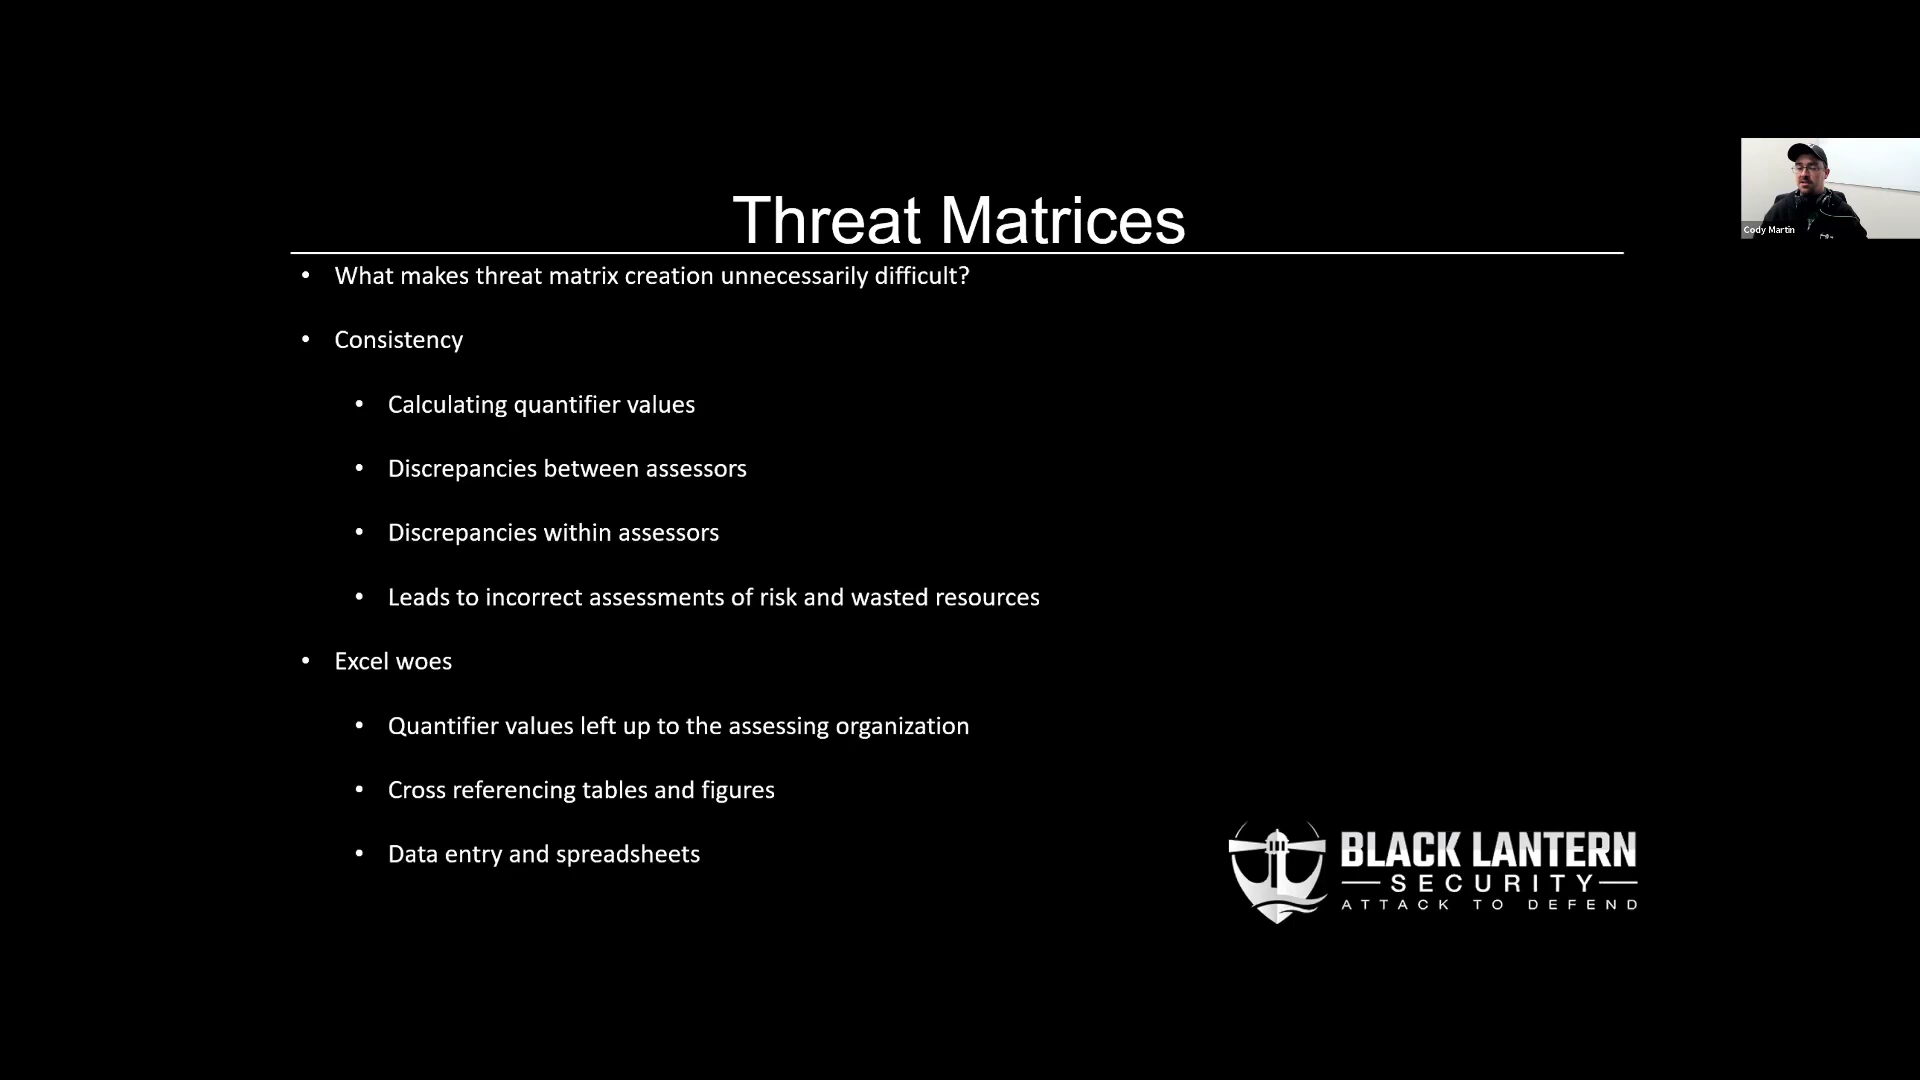 Threat Matrices
Cody Martin
• What makes threat matrix creation unnecessarily difficult?
• Consistency
• Calculating quantifier values
• Discrepancies between assessors
• Discrepancies within assessors
• Leads to incorrect assessments of risk and wasted resources
• Excel woes
• Quantifier values left up to the assessing organization
• Cross referencing tables and figures
• Data entry and spreadsheets
BLACK LANTERN
SECURITY
ATTACK TO DEFEND